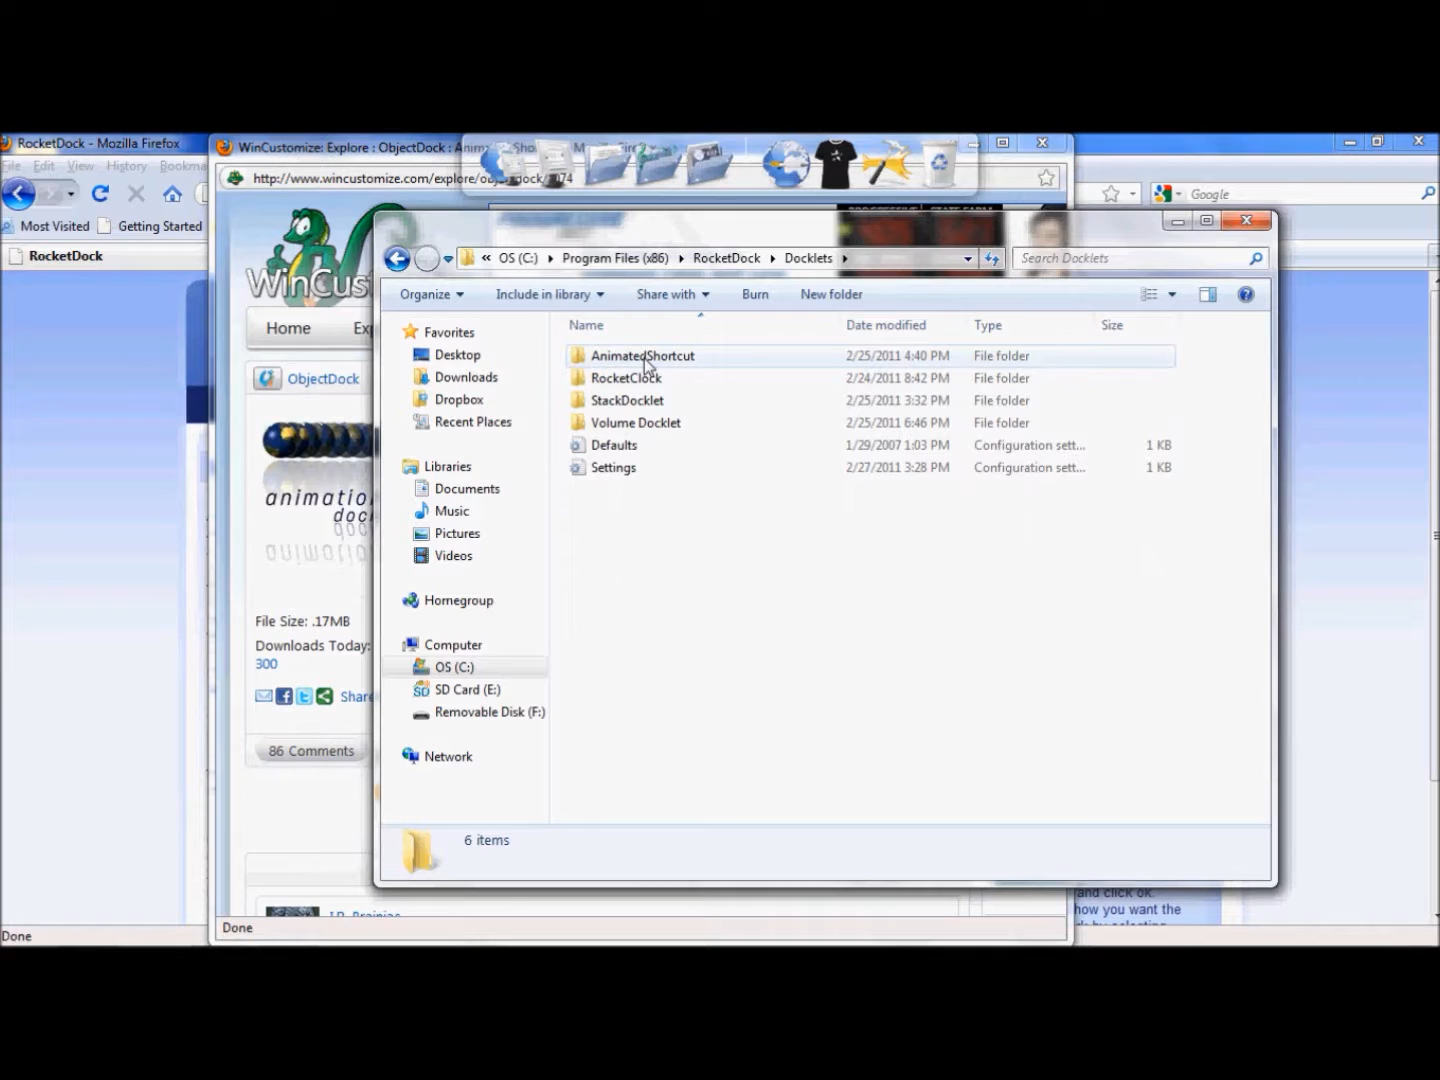 RocketDock - Mozilla Firefox
WinCustomize: Explore : ObjectDock :
File Edit View History Bookma
http://www.wincustomize.com/explore/
Google
Most Visited Getting Started
RocketDock
« OS (C:) Program Files (x86) RocketDock Docklets
Search Docklets
WinCust
Organize Include in library Share with Burn New folder
Home Ex
Name Date modified Type Size
Favorites
Desktop
Downloads
Dropbox
Recent Places
Libraries
Documents
Music
Pictures
Videos
Homegroup
Computer
OS (C:)
SD Card (E:)
Removable Disk (F:)
Network
AnimatedShortcut 2/25/2011 4:40 PM File folder
RocketClock 2/24/2011 8:42 PM File folder
StackDocklet 2/25/2011 3:32 PM File folder
Volume Docklet 2/25/2011 6:46 PM File folder
Defaults 1/29/2007 1:03 PM Configuration sett... 1 KB
Settings 2/27/2011 3:28 PM Configuration sett... 1 KB
6 items
ObjectDock
animatio
dock
File Size: .17MB
Downloads Today:
300
Share
86 Comments
and click ok.
how you want the
Done
Done